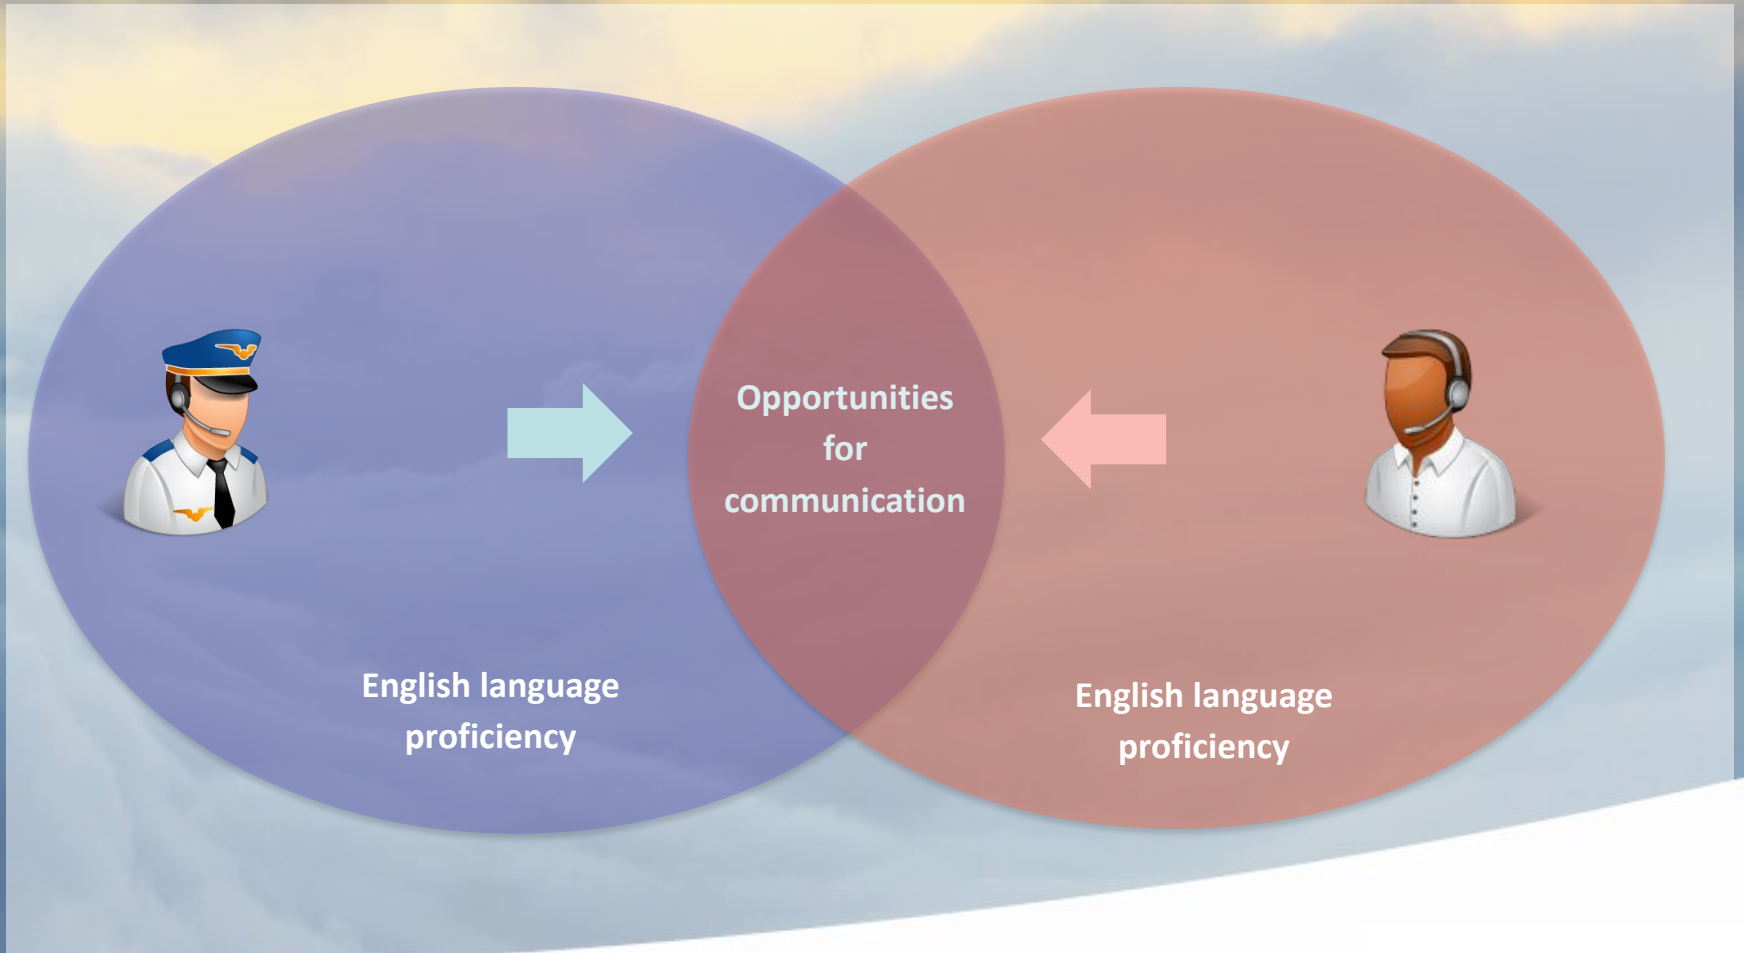 Opportunities
for
communication
English language
proficiency
English language
proficiency